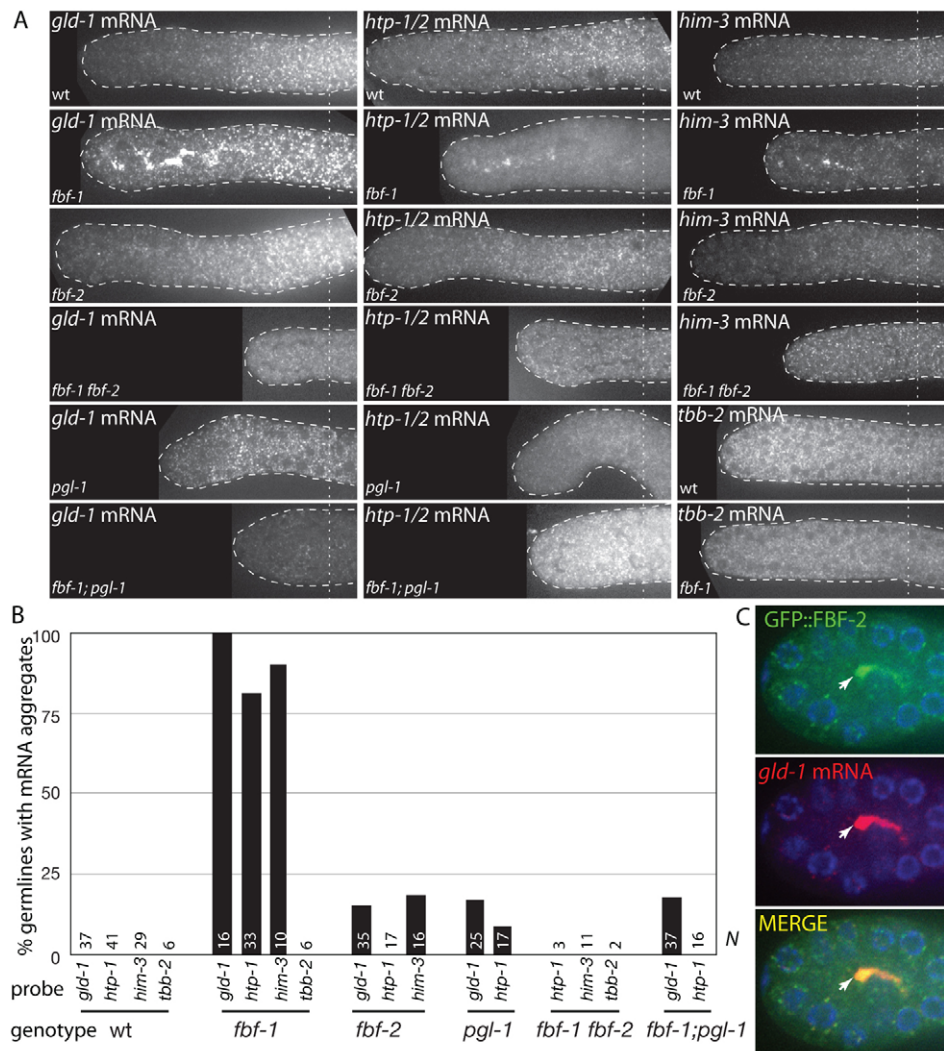 A
gld-1 mRNA
wt
htp-1/2 mRNA
wt
him-3 mRNA
wt
gld-1 mRNA
fbf-1
htp-1/2 mRNA
fbf-1
him-3 mRNA
fbf-1
gld-1 mRNA
fbf-2
htp-1/2 mRNA
fbf-2
him-3 mRNA
fbf-2
gld-1 mRNA
fbf-1 fbf-2
htp-1/2 mRNA
fbf-1 fbf-2
him-3 mRNA
fbf-1 fbf-2
gld-1 mRNA
pgl-1
htp-1/2 mRNA
pgl-1
tbb-2 mRNA
wt
gld-1 mRNA
fbf-1; pgl-1
htp-1/2 mRNA
fbf-1; pgl-1
tbb-2 mRNA
fbf-1
B
% germlines with mRNA aggregates
100
75
50
25
0
37 41 29 6 16 33 10 6 35 17 16 25 17 3 11 2 37 16 N
probe gld-1 htp-1 him-3 tbb-2 gld-1 htp-1 him-3 tbb-2 gld-1 htp-1 him-3 gld-1 htp-1 gld-1 htp-1 him-3 gld-1 htp-1
genotype wt fbf-1 fbf-2 pgl-1 fbf-1 fbf-2 fbf-1;pgl-1
C
GFP::FBF-2
gld-1 mRNA
MERGE